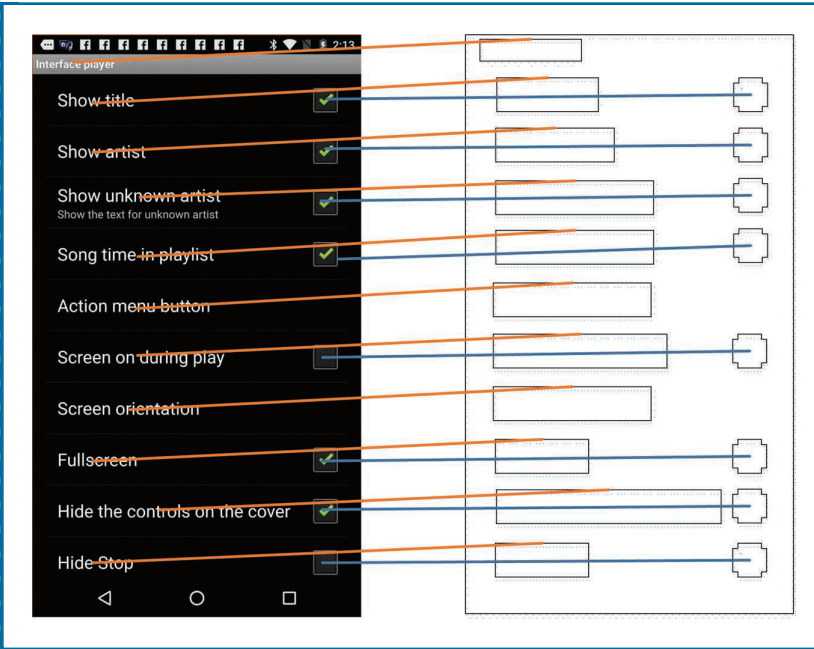 2:13
Interface player
Show title
Show artist
Show unknown artist
Show the text for unknown artist
Song time in playlist
Action menu button
Screen on during play
Screen orientation
Fullscreen
Hide the controls on the cover
Hide Stop